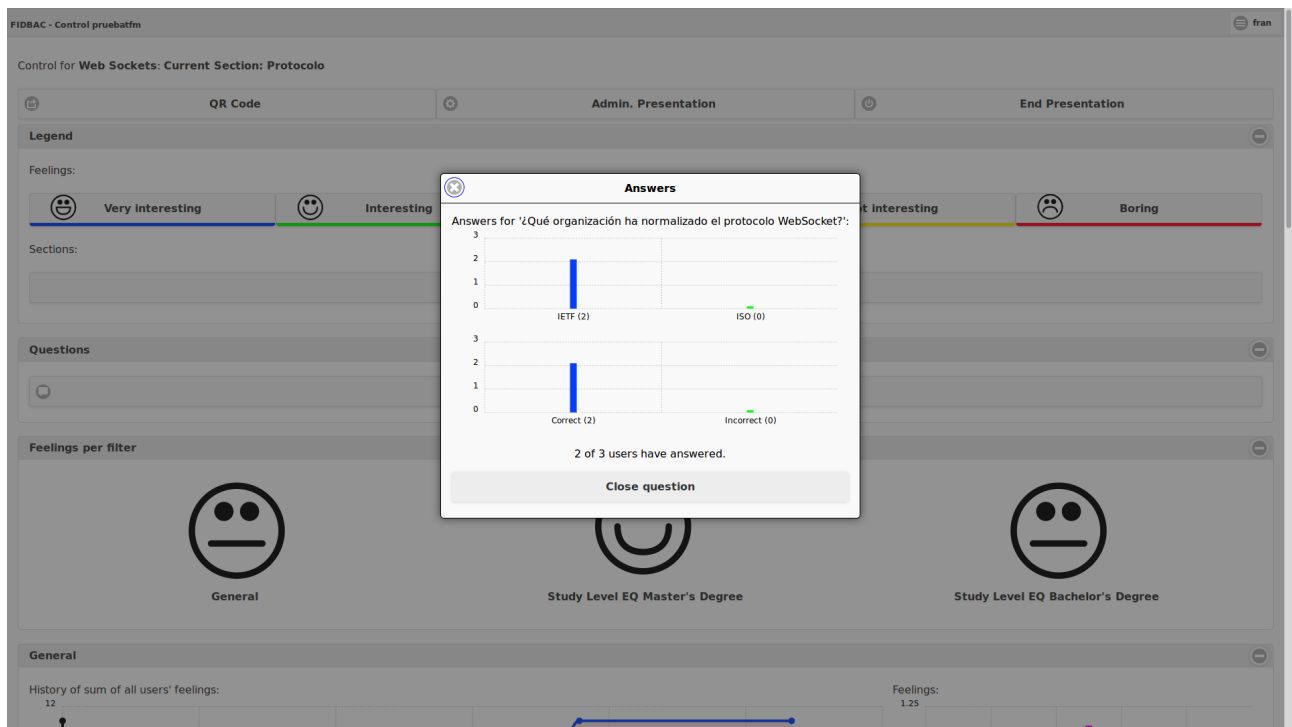 FIDBAC - Control pruebatfm
fran
Control for Web Sockets: Current Section: Protocolo
QR Code
Admin. Presentation
End Presentation
Legend
Feelings:
Very interesting
Interesting
t interesting
Boring
Sections:
Questions
Feelings per filter
General
Study Level EQ Master's Degree
Study Level EQ Bachelor's Degree
General
History of sum of all users' feelings:
12
Feelings:
1.25
Answers
Answers for '¿Qué organización ha normalizado el protocolo WebSocket?':
3
2
1
0
IETF (2)
ISO (0)
3
2
1
0
Correct (2)
Incorrect (0)
2 of 3 users have answered.
Close question